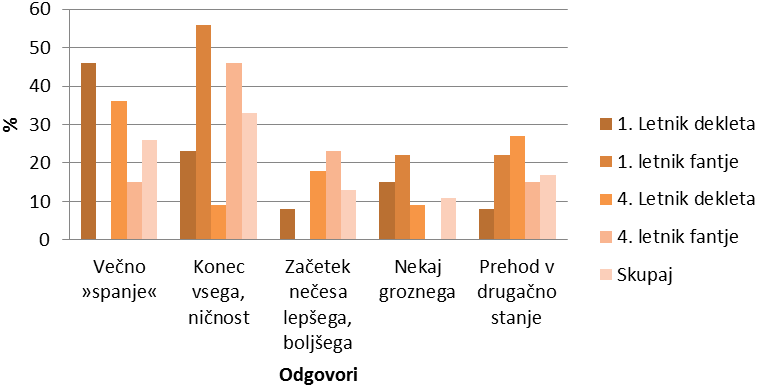 60
50
40
30
20
10
0
%
Večno
»spanje«
Konec
vsega,
ničnost
Začetek
nečesa
lepšega,
boljšega
Nekaj
groznega
Prehod v
drugačno
stanje
Odgovori
1. Letnik dekleta
1. letnik fantje
4. Letnik dekleta
4. letnik fantje
Skupaj